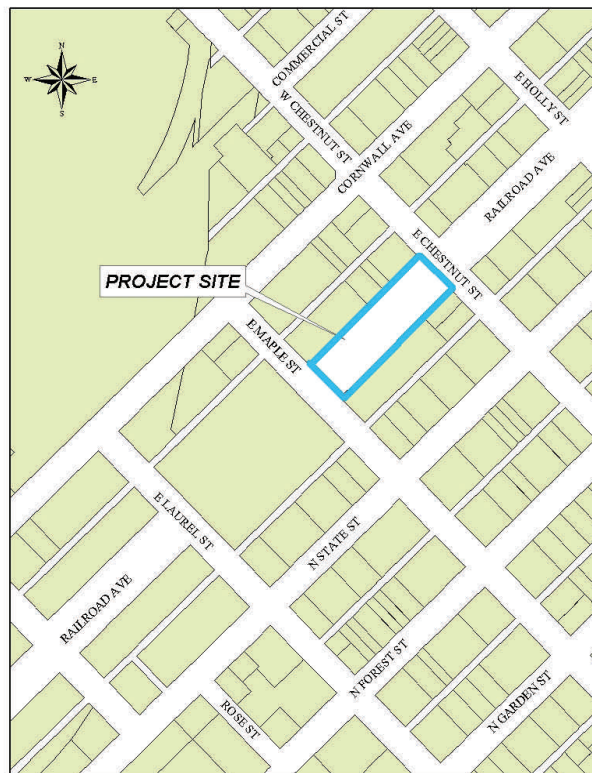 COMMERCIAL ST
N
W E
S
E HOLLY ST
W CHESTNUT ST
CORNWALL AVE
RAILROAD AVE
E CHESTNUT ST
PROJECT SITE
E MAPLE ST
E LAUREL ST
N STATE ST
RAILROAD AVE
N FOREST ST
ROSE ST
N GARDEN ST